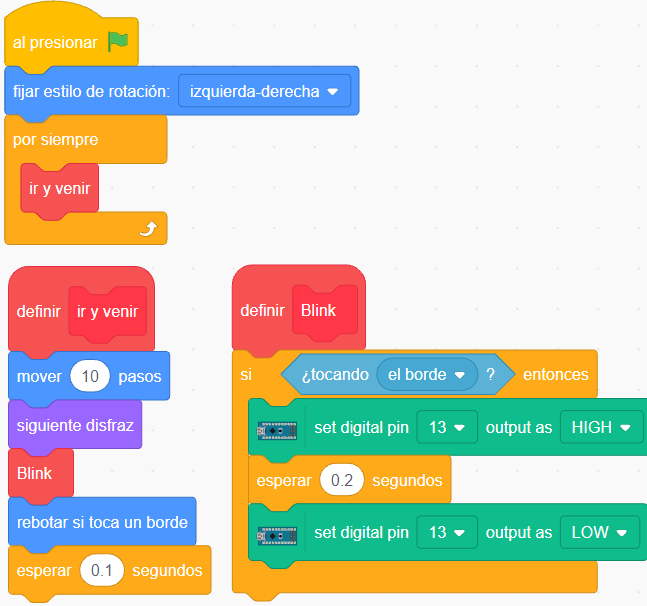 al presionar
fijar estilo de rotación: izquierda-derecha
por siempre
ir y venir
definir ir y venir
mover 10 pasos
siguiente disfraz
Blink
rebotar si toca un borde
esperar 0.1 segundos
definir Blink
si ¿tocando el borde ? entonces
set digital pin 13 output as HIGH
esperar 0.2 segundos
set digital pin 13 output as LOW